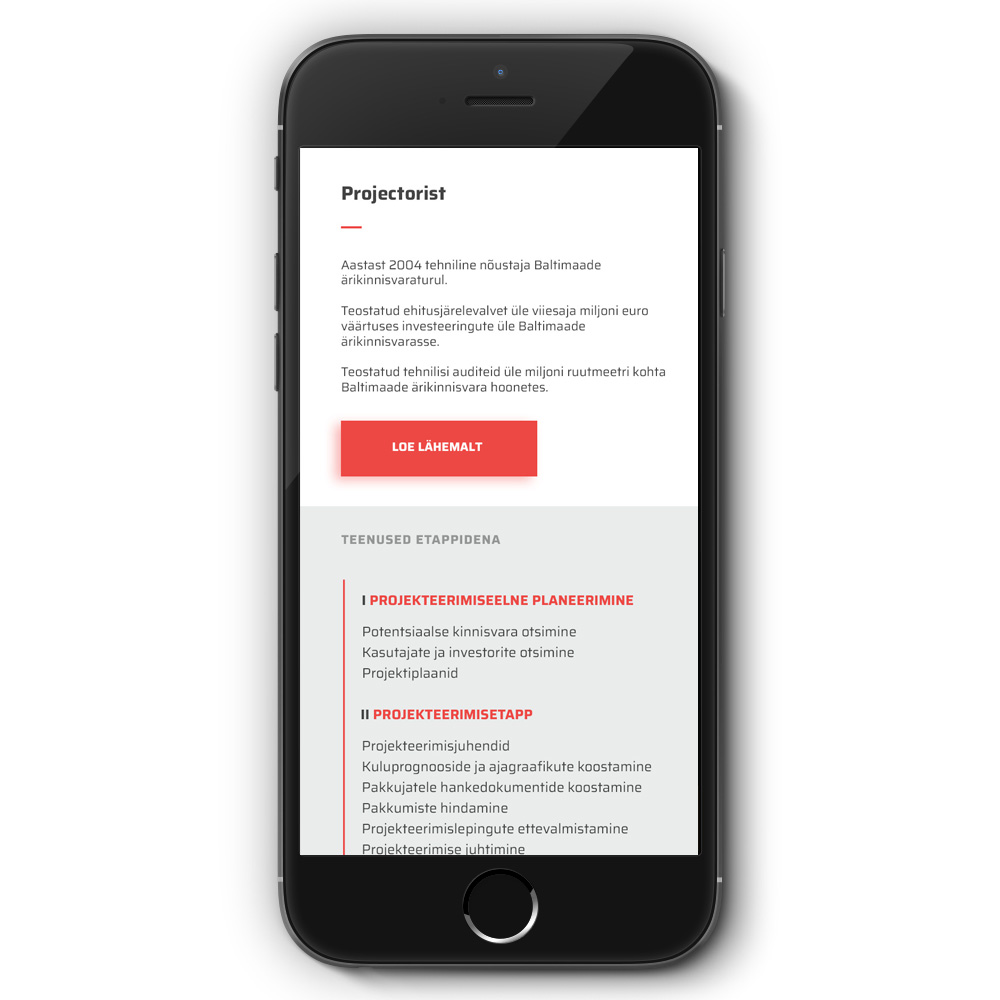 Projectorist
Aastast 2004 tehniline nõustaja Baltimaade
ärikinnisvaraturul.
Teostatud ehitusjärelevalvet üle viiesaja miljoni euro
väärtuses investeeringute üle Baltimaade
ärikinnisvarasse.
Teostatud tehnilisi auditeid üle miljoni ruutmeetri kohta
Baltimaade ärikinnisvara hoonetes.
LOE LÄHEMALT
TEENUSED ETAPPIDENA
I PROJEKTEERIMISEELNE PLANEERIMINE
Potentsiaalse kinnisvara otsimine
Kasutajate ja investorite otsimine
Projektiplaanid
II PROJEKTEERIMISETAPP
Projekteerimisjuhendid
Kuluprognooside ja ajagraafikute koostamine
Pakkujatele hankedokumentide koostamine
Pakkumiste hindamine
Projekteerimislepingute ettevalmistamine
Projekteerimise juhtimine